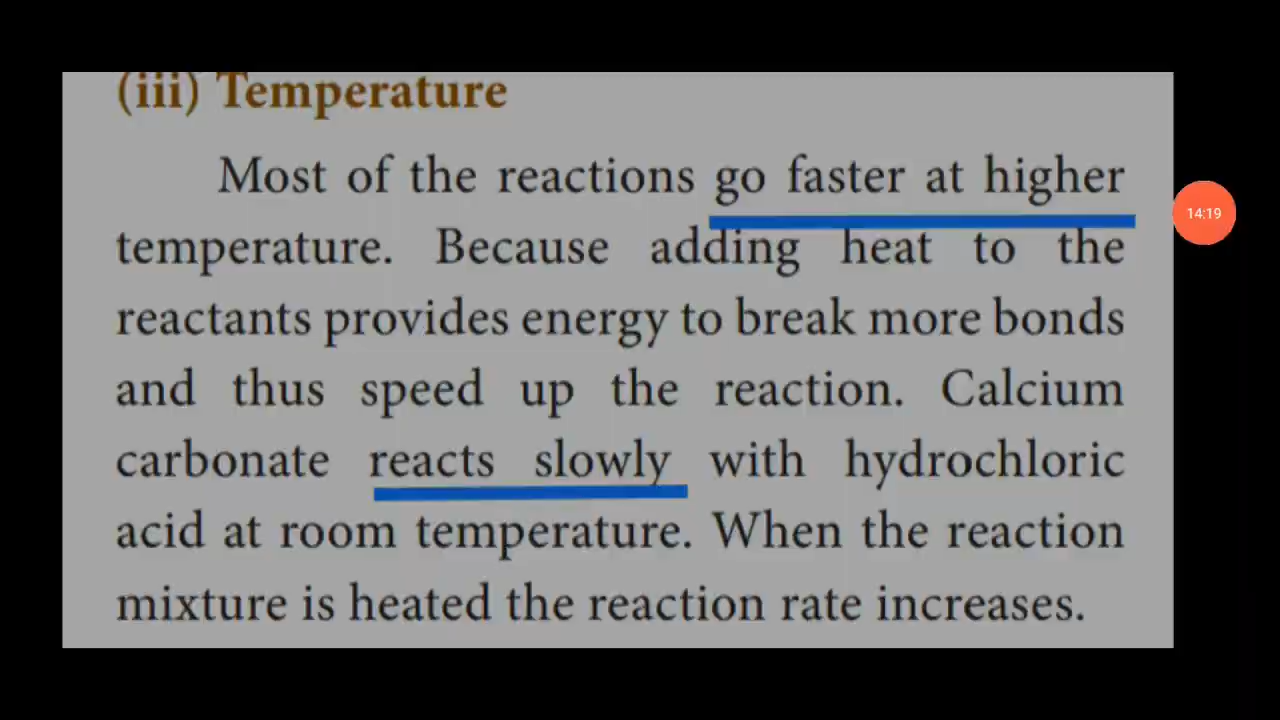 (iii) Temperature
Most of the reactions go faster at higher
14:19
temperature. Because adding heat to the
reactants provides energy to break more bonds
and thus speed up the reaction. Calcium
carbonate reacts slowly with hydrochloric
acid at room temperature. When the reaction
mixture is heated the reaction rate increases.